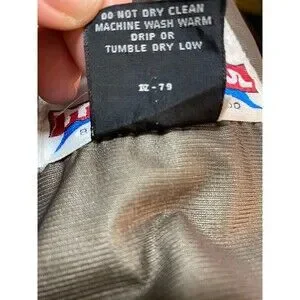 DO NOT DRY CLEAN
MACHINE WASH WARM
DRIP OR
TUMBLE DRY LOW
IV-79